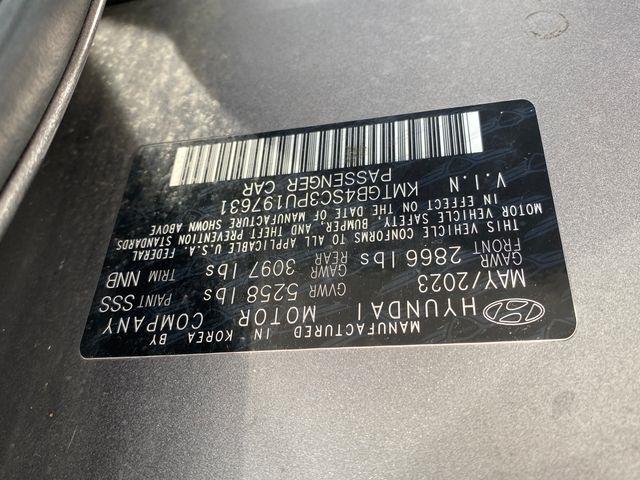 MANUFACTURED IN KOREA BY
HYUNDAI MOTOR COMPANY
MAY/2023 GVWR 5258 lbs PAINT SSS
GAWR FRONT 2866 lbs GAWR REAR 3097 lbs TRIM NNB
THIS VEHICLE CONFORMS TO ALL APPLICABLE U.S.A. FEDERAL
MOTOR VEHICLE SAFETY, BUMPER, AND THEFT PREVENTION STANDARDS
IN EFFECT ON THE DATE OF MANUFACTURE SHOWN ABOVE
V.I.N KMTGB4SC3PU197631
PASSENGER CAR